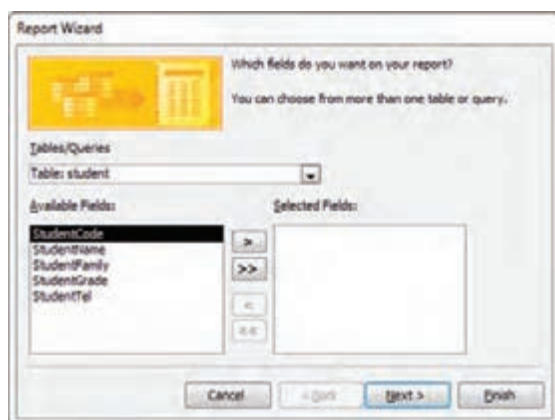 Report Wizard
Which fields do you want on your report?
You can choose from more than one table or query.
Tables/Queries
Table: student
Available Fields:
Selected Fields:
StudentCode
StudentName
StudentFamily
StudentGrade
StudentTel
>
>>
<
<<
Cancel
< Back
Next >
Finish